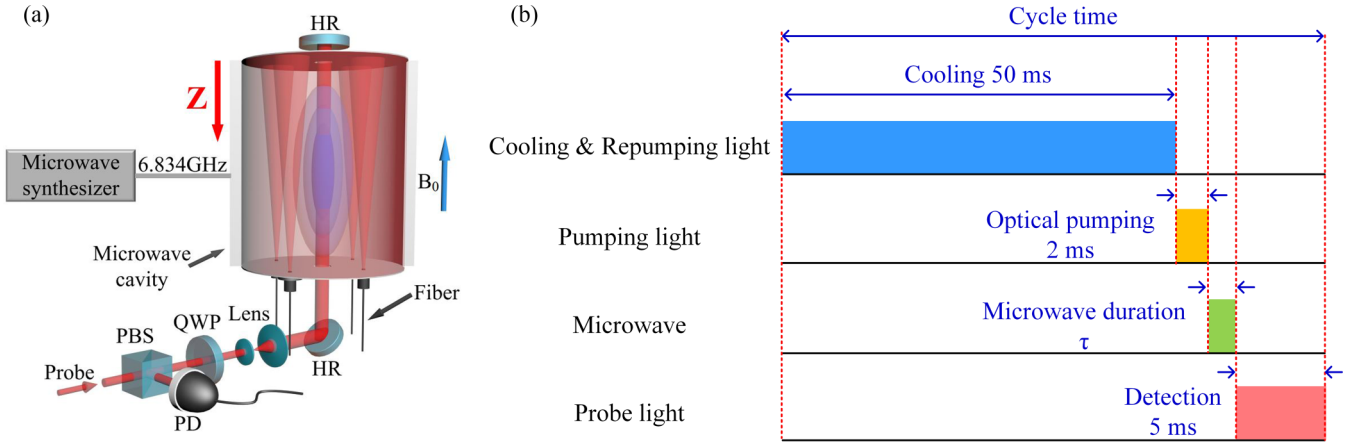 (a)
HR
Z
Microwave
synthesizer
6.834GHz
B₀
Microwave
cavity
Fiber
Lens
QWP
PBS
HR
Probe
PD
(b)
Cycle time
Cooling 50 ms
Cooling & Repumping light
Optical pumping
2 ms
Pumping light
Microwave duration
τ
Microwave
Detection
5 ms
Probe light